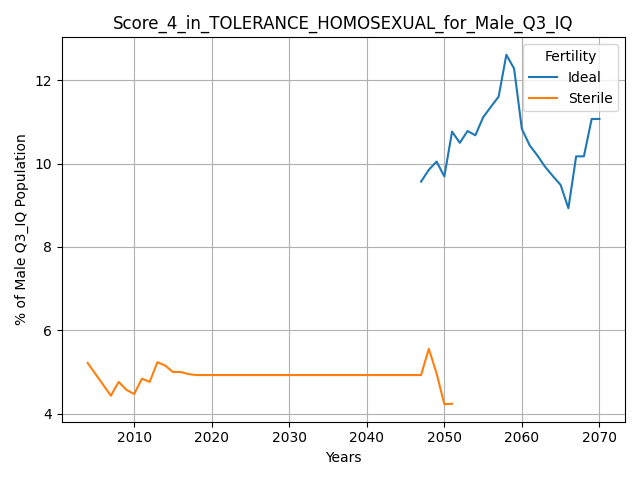 Score_4_in_TOLERANCE_HOMOSEXUAL_for_Male_Q3_IQ
Fertility
Ideal
Sterile
% of Male Q3_IQ Population
12
10
8
6
4
2010 2020 2030 2040 2050 2060 2070
Years